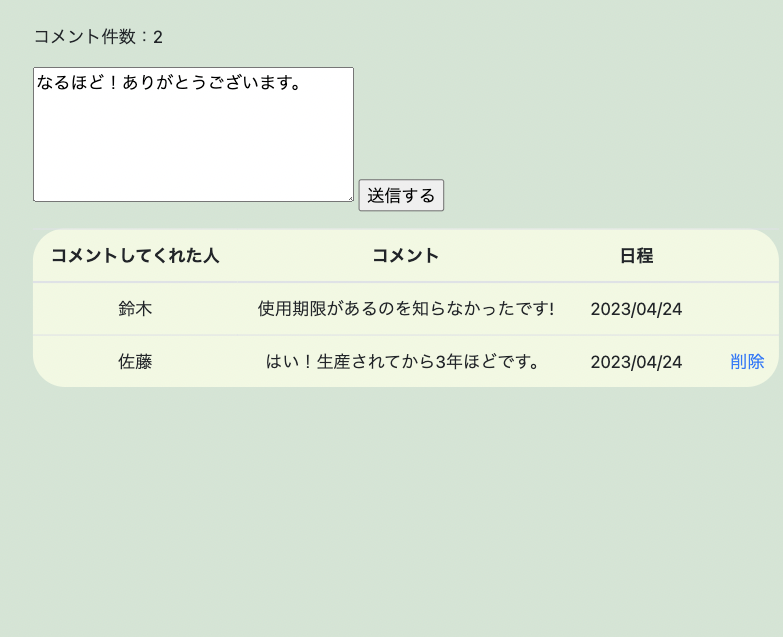 コメント件数：2
なるほど！ありがとうございます。
送信する
コメントしてくれた人 コメント 日程
鈴木 使用期限があるのを知らなかったです! 2023/04/24
佐藤 はい！生産されてから3年ほどです。 2023/04/24 削除